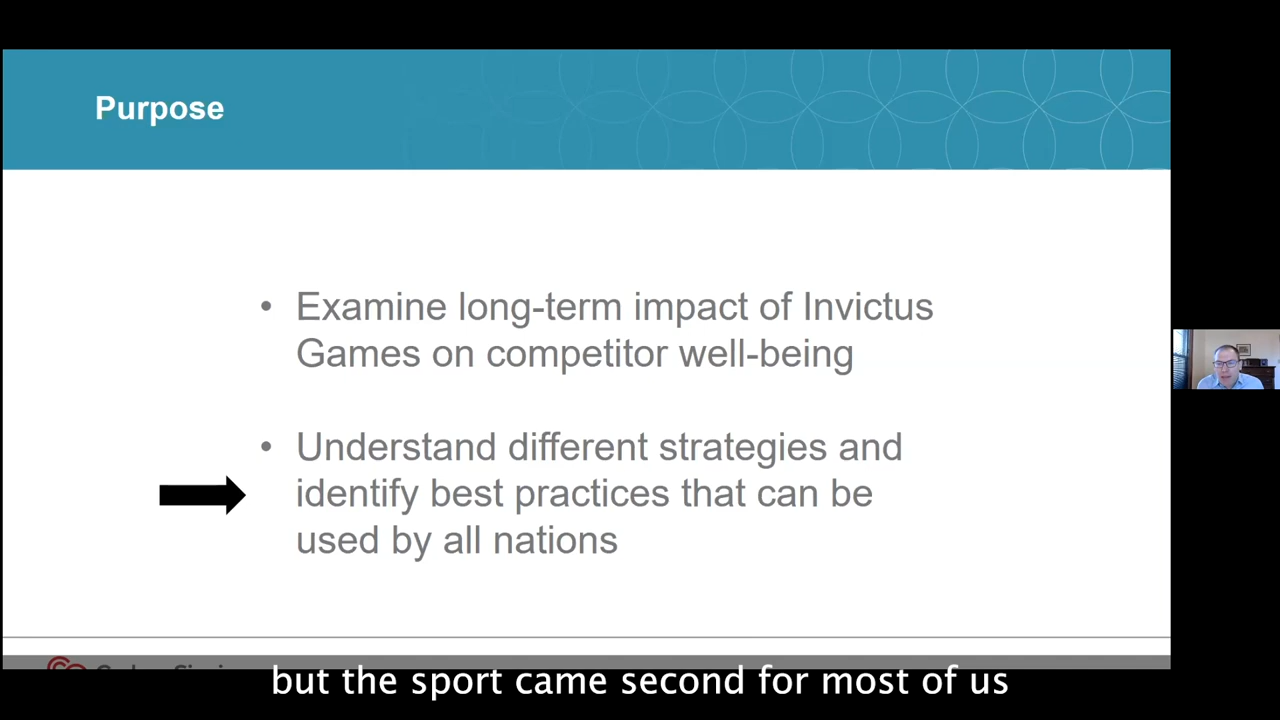 Purpose
• Examine long-term impact of Invictus
Games on competitor well-being
• Understand different strategies and
identify best practices that can be
used by all nations
but the sport came second for most of us